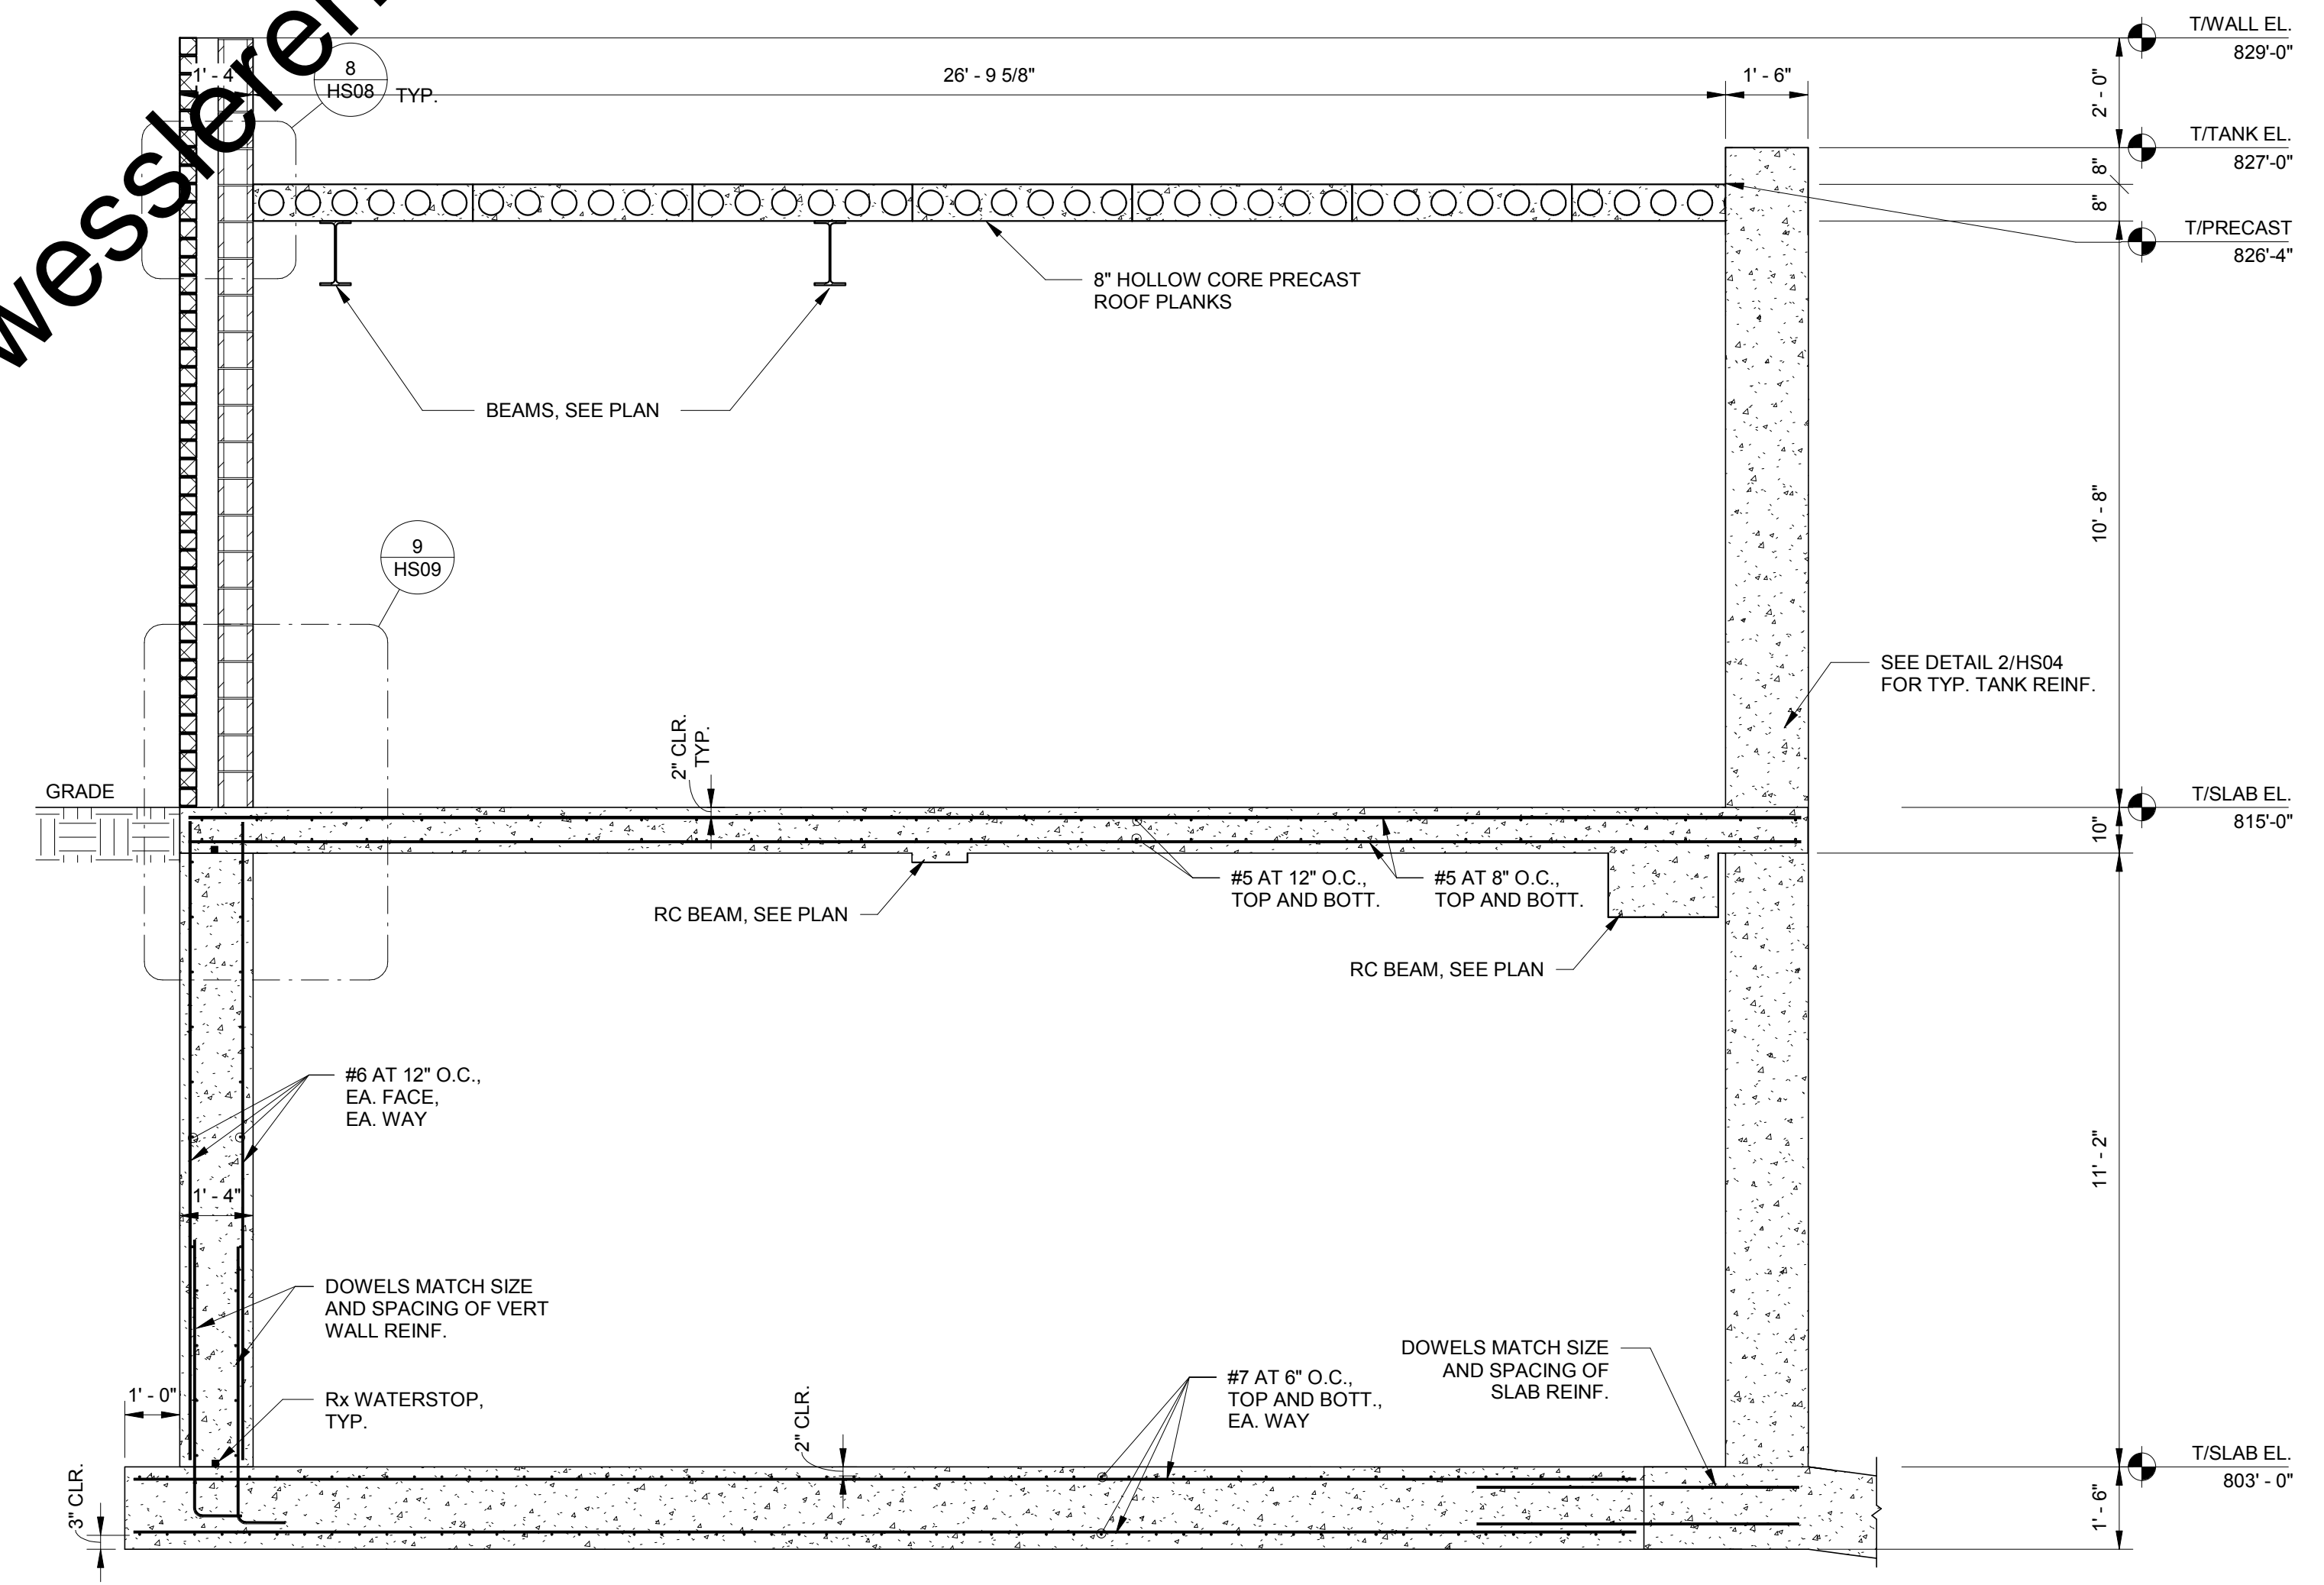 T/WALL EL.
829'-0"
8
HS08
TYP.
1' - 4
26' - 9 5/8"
1' - 6"
2' - 0"
T/TANK EL.
827'-0"
8"
8"
T/PRECAST
826'-4"
8" HOLLOW CORE PRECAST
ROOF PLANKS
BEAMS, SEE PLAN
10' - 8"
9
HS09
SEE DETAIL 2/HS04
FOR TYP. TANK REINF.
2" CLR.
TYP.
GRADE
T/SLAB EL.
815'-0"
10"
#5 AT 12" O.C.,
TOP AND BOTT.
#5 AT 8" O.C.,
TOP AND BOTT.
RC BEAM, SEE PLAN
RC BEAM, SEE PLAN
#6 AT 12" O.C.,
EA. FACE,
EA. WAY
11' - 2"
1' - 4"
DOWELS MATCH SIZE
AND SPACING OF VERT
WALL REINF.
DOWELS MATCH SIZE
AND SPACING OF
SLAB REINF.
1' - 0"
Rx WATERSTOP,
TYP.
#7 AT 6" O.C.,
TOP AND BOTT.,
EA. WAY
2" CLR.
3" CLR.
T/SLAB EL.
803' - 0"
1' - 6"